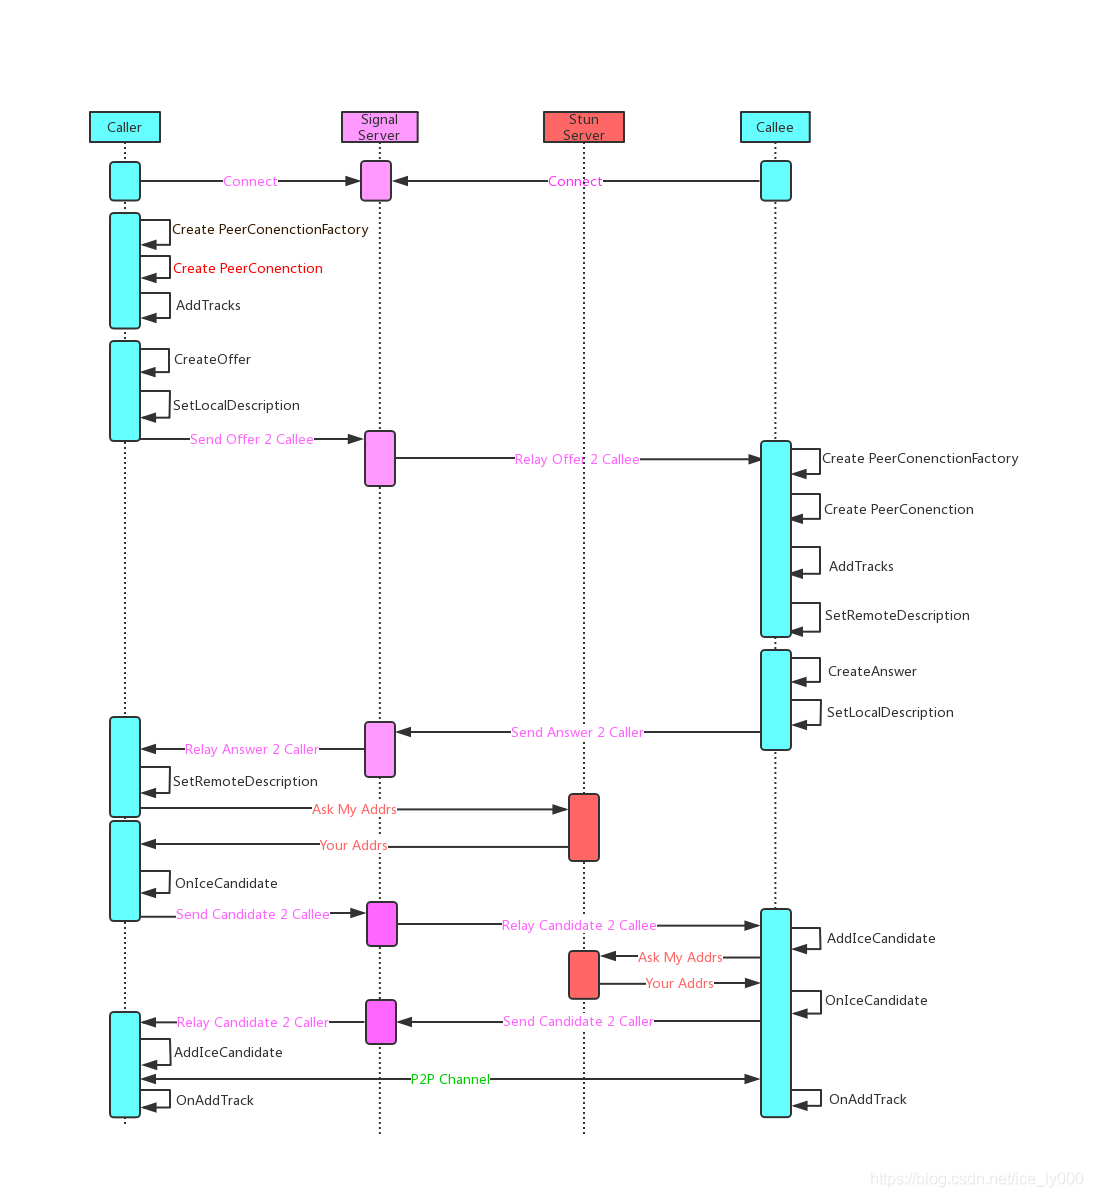 Caller
Signal
Server
Stun
Server
Callee
Connect
Connect
Create PeerConenctionFactory
Create PeerConenction
AddTracks
CreateOffer
SetLocalDescription
Send Offer 2 Callee
Relay Offer 2 Callee
Create PeerConenctionFactory
Create PeerConenction
AddTracks
SetRemoteDescription
CreateAnswer
SetLocalDescription
Send Answer 2 Caller
Relay Answer 2 Caller
SetRemoteDescription
Ask My Addrs
Your Addrs
OnIceCandidate
Send Candidate 2 Callee
Relay Candidate 2 Callee
AddIceCandidate
Ask My Addrs
Your Addrs
OnIceCandidate
Send Candidate 2 Caller
Relay Candidate 2 Caller
AddIceCandidate
P2P Channel
OnAddTrack
OnAddTrack
https://blog.csdn.net/ice_ly000